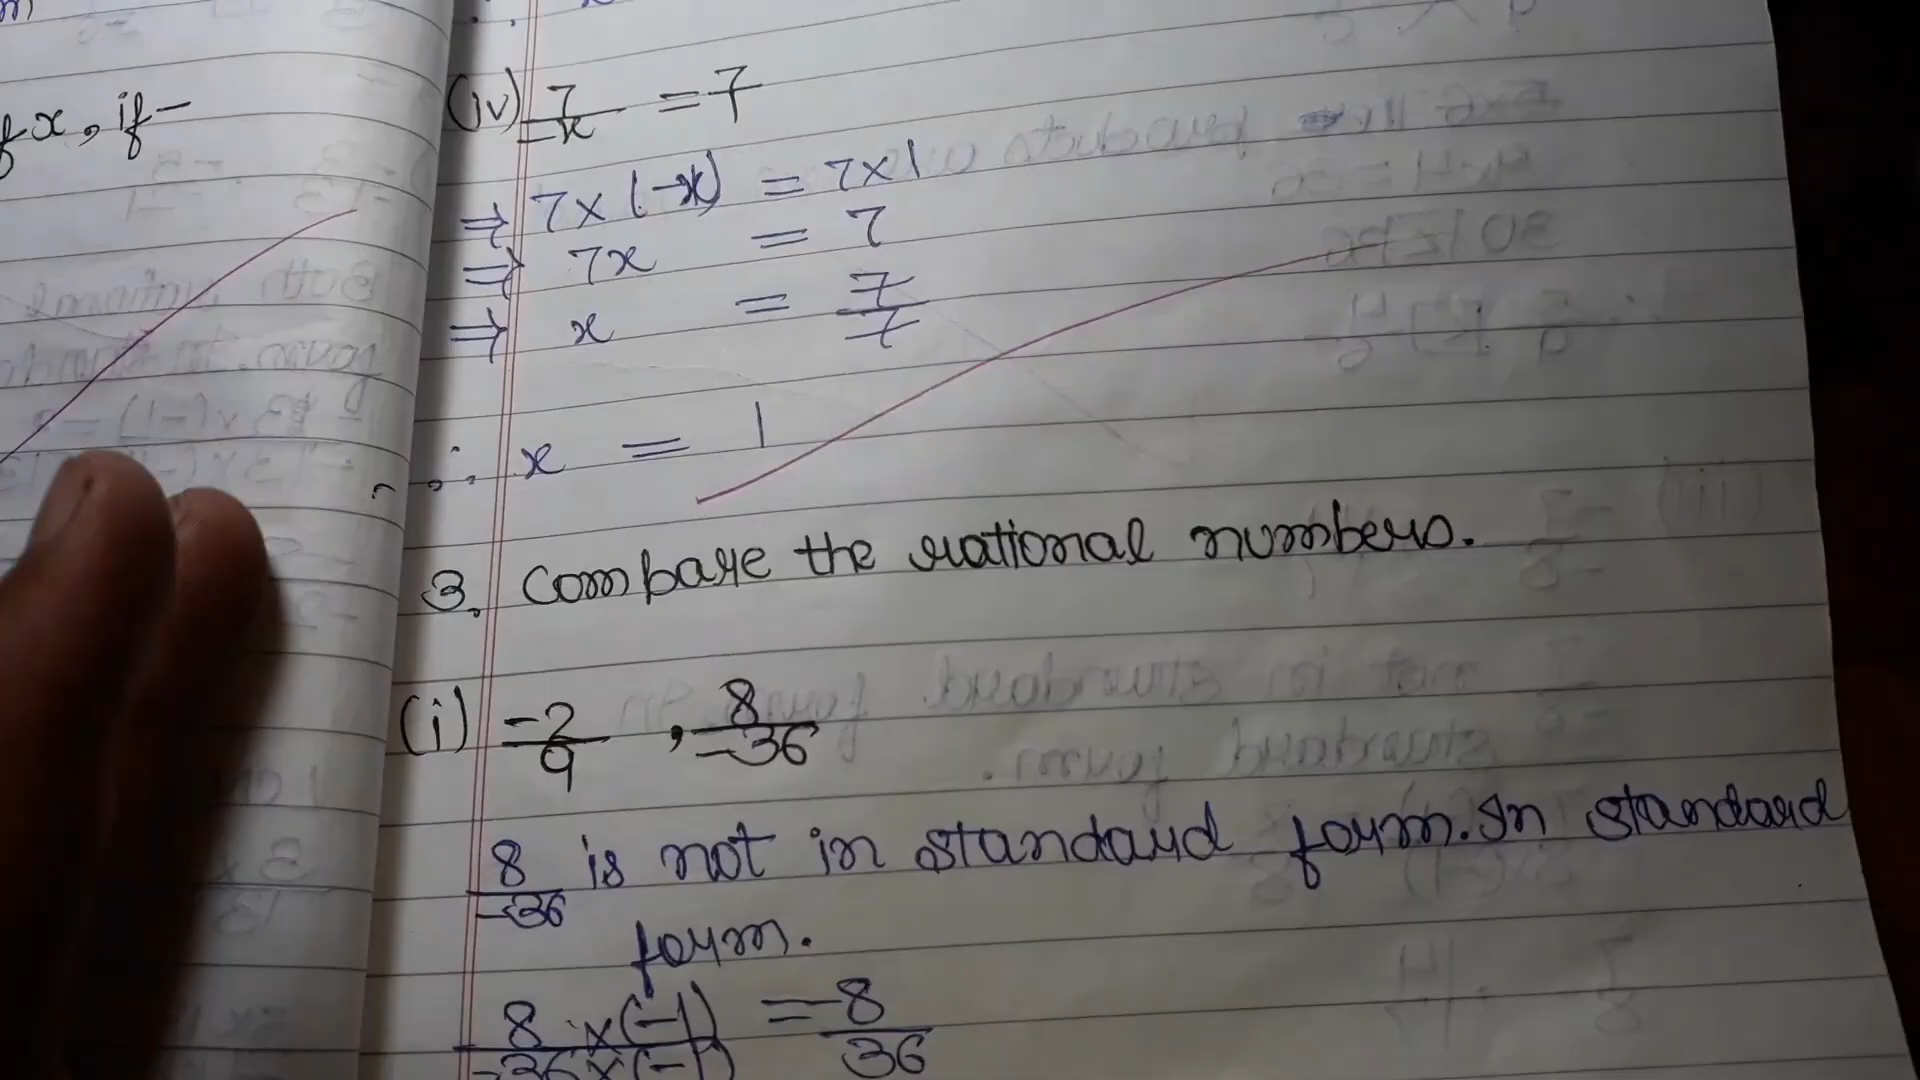 f x, if-
(iv) 7/-x = 7
⇒ 7×(-x) = 7×1
⇒ 7x = 7
⇒ x = 7/7
∴ x = 1
3. Compare the rational numbers.
(i) -2/9 , 8/-36
8/-36 is not in standard form. In standard
form.
8×(-1)/-36×(-1) = -8/36